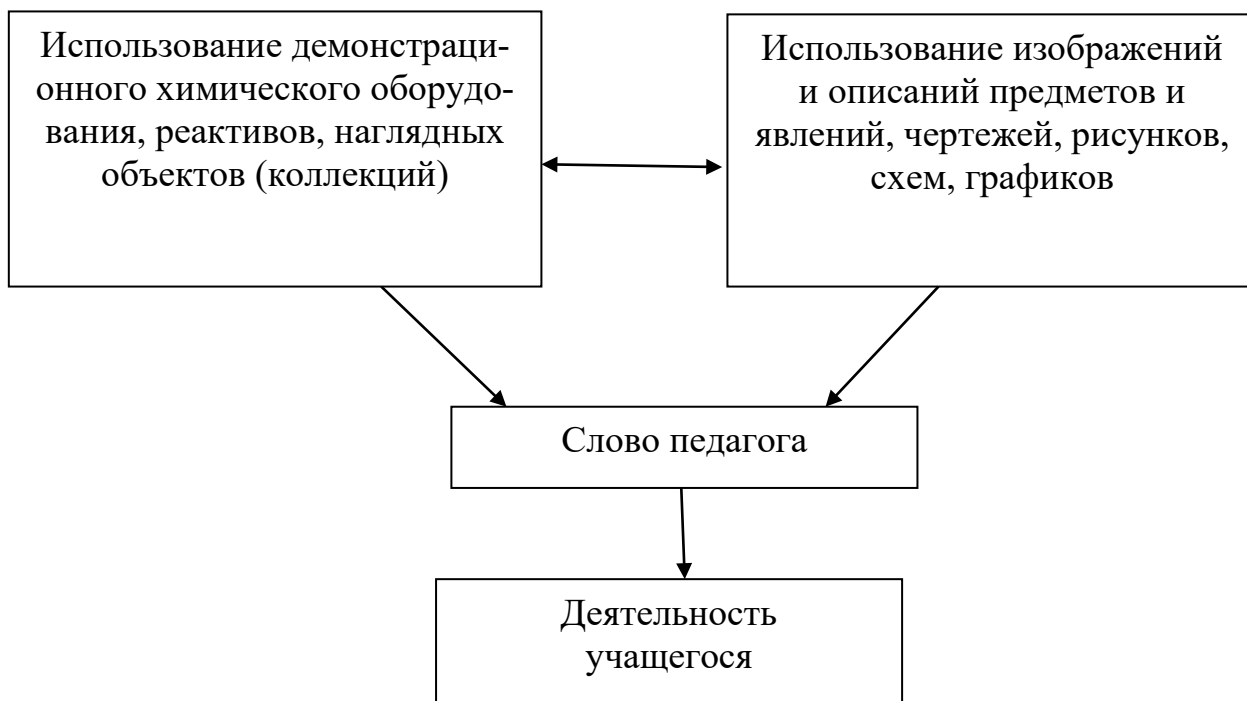 Использование демонстраци-
онного химического оборудо-
вания, реактивов, наглядных
объектов (коллекций)
Использование изображений
и описаний предметов и
явлений, чертежей, рисунков,
схем, графиков
Слово педагога
Деятельность
учащегося